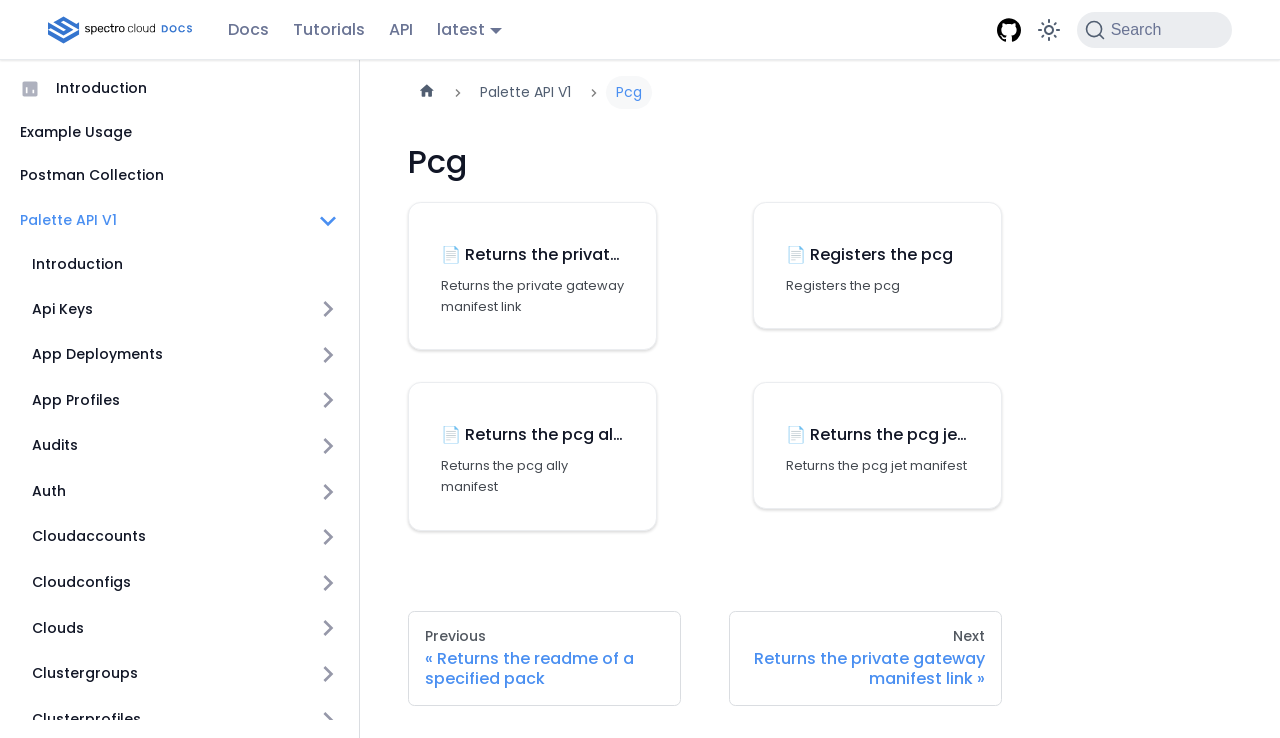 spectro cloud DOCS
Docs
Tutorials
API
latest
Search
Introduction
Example Usage
Postman Collection
Palette API V1
Introduction
Api Keys
App Deployments
App Profiles
Audits
Auth
Cloudaccounts
Cloudconfigs
Clouds
Clustergroups
Clusterprofiles
Palette API V1
Pcg
Pcg
Returns the privat...
Returns the private gateway
manifest link
Registers the pcg
Registers the pcg
Returns the pcg al...
Returns the pcg ally
manifest
Returns the pcg je...
Returns the pcg jet manifest
Previous
« Returns the readme of a
specified pack
Next
Returns the private gateway
manifest link »